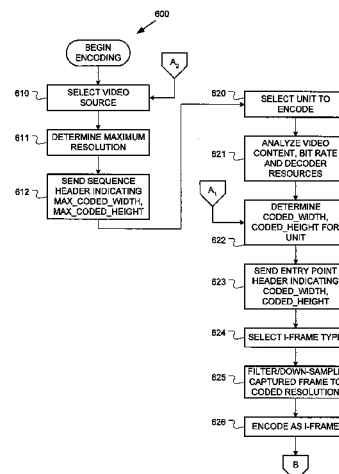 600
BEGIN
ENCODING
A2
610
SELECT VIDEO
SOURCE
611
DETERMINE MAXIMUM
RESOLUTION
612
SEND SEQUENCE
HEADER INDICATING
MAX_CODED_WIDTH,
MAX_CODED_HEIGHT
620
SELECT UNIT TO
ENCODE
621
ANALYZE VIDEO
CONTENT, BIT RATE
AND DECODER
RESOURCES
A1
622
DETERMINE
CODED_WIDTH,
CODED_HEIGHT FOR
UNIT
623
SEND ENTRY POINT
HEADER INDICATING
CODED_WIDTH,
CODED_HEIGHT
624
SELECT I-FRAME TYPE
625
FILTER/DOWN-SAMPLE
CAPTURED FRAME TO
CODED RESOLUTION
626
ENCODE AS I-FRAME
B